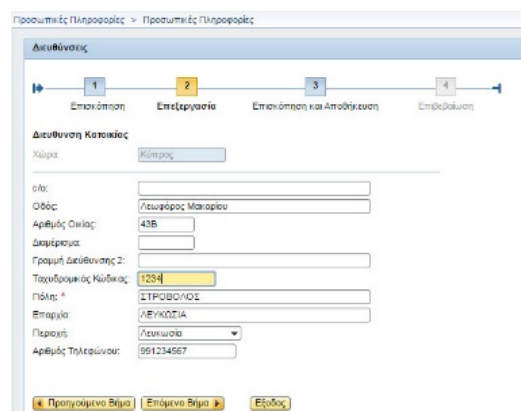 Προσωπικές Πληροφορίες > Προσωπικές Πληροφορίες
Διευθύνσεις
1 2 3 4
Επισκόπηση Επεξεργασία Επισκόπηση και Αποθήκευση Επιβεβαίωση
Διευθυνση Κατοικίας
Χώρα: Κύπρος
c/o:
Οδός: Λεωφόρος Μακαρίου
Αριθμός Οικίας: 43B
Διαμέρισμα:
Γραμμή Διεύθυνσης 2:
Ταχυδρομικός Κώδικας: 1234
Πόλη: * ΣΤΡΟΒΟΛΟΣ
Επαρχία: ΛΕΥΚΩΣΙΑ
Περιοχή: Λευκωσία
Αριθμός Τηλεφώνου: 991234567
Προηγούμενο Βήμα Επόμενο Βήμα Εξοδος